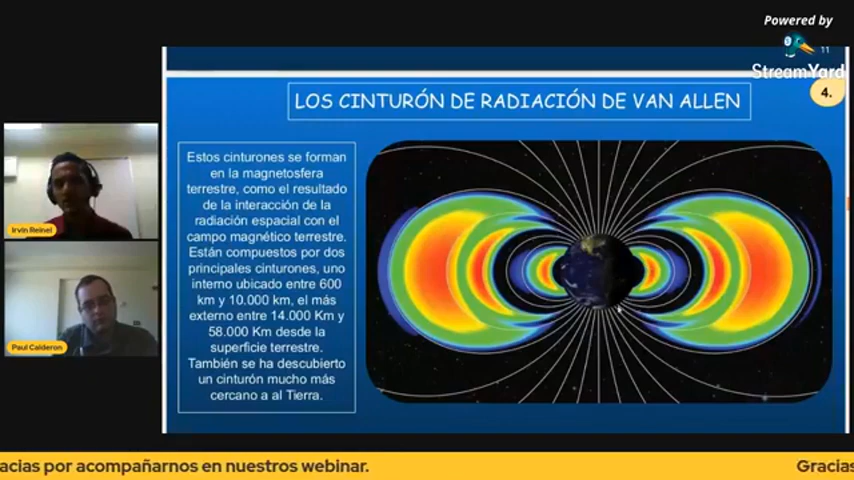 Powered by
11
StreamYard
4.
LOS CINTURÓN DE RADIACIÓN DE VAN ALLEN
Estos cinturones se forman
en la magnetosfera
terrestre, como el resultado
de la interacción de la
radiación espacial con el
campo magnético terrestre.
Están compuestos por dos
principales cinturones, uno
interno ubicado entre 600
km y 10.000 km, el más
externo entre 14.000 Km y
58.000 Km desde la
superficie terrestre.
También se ha descubierto
un cinturón mucho más
cercano a al Tierra.
Irvin Reinel
Paul Calderon
acias por acompañarnos en nuestros webinar.
Gracias